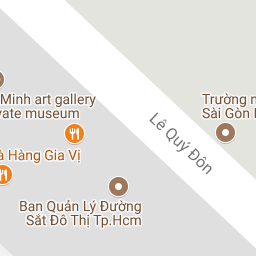 Minh art gallery
vate museum
Hàng Gia Vị
Lê Quý Đôn
Trường
Sài Gòn
Ban Quản Lý Đường
Sắt Đô Thị Tp.Hcm